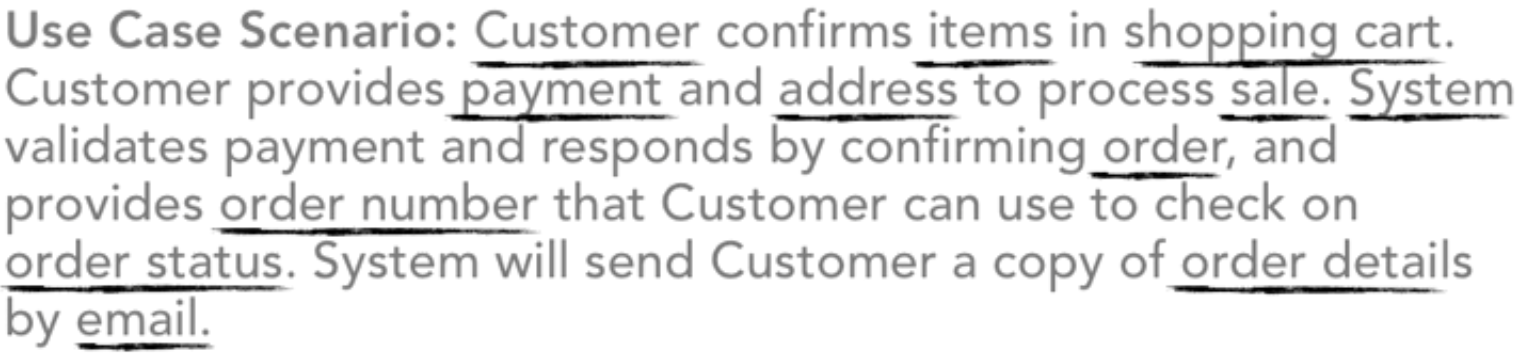 Use Case Scenario: Customer confirms items in shopping cart.
Customer provides payment and address to process sale. System
validates payment and responds by confirming order, and
provides order number that Customer can use to check on
order status. System will send Customer a copy of order details
by email.